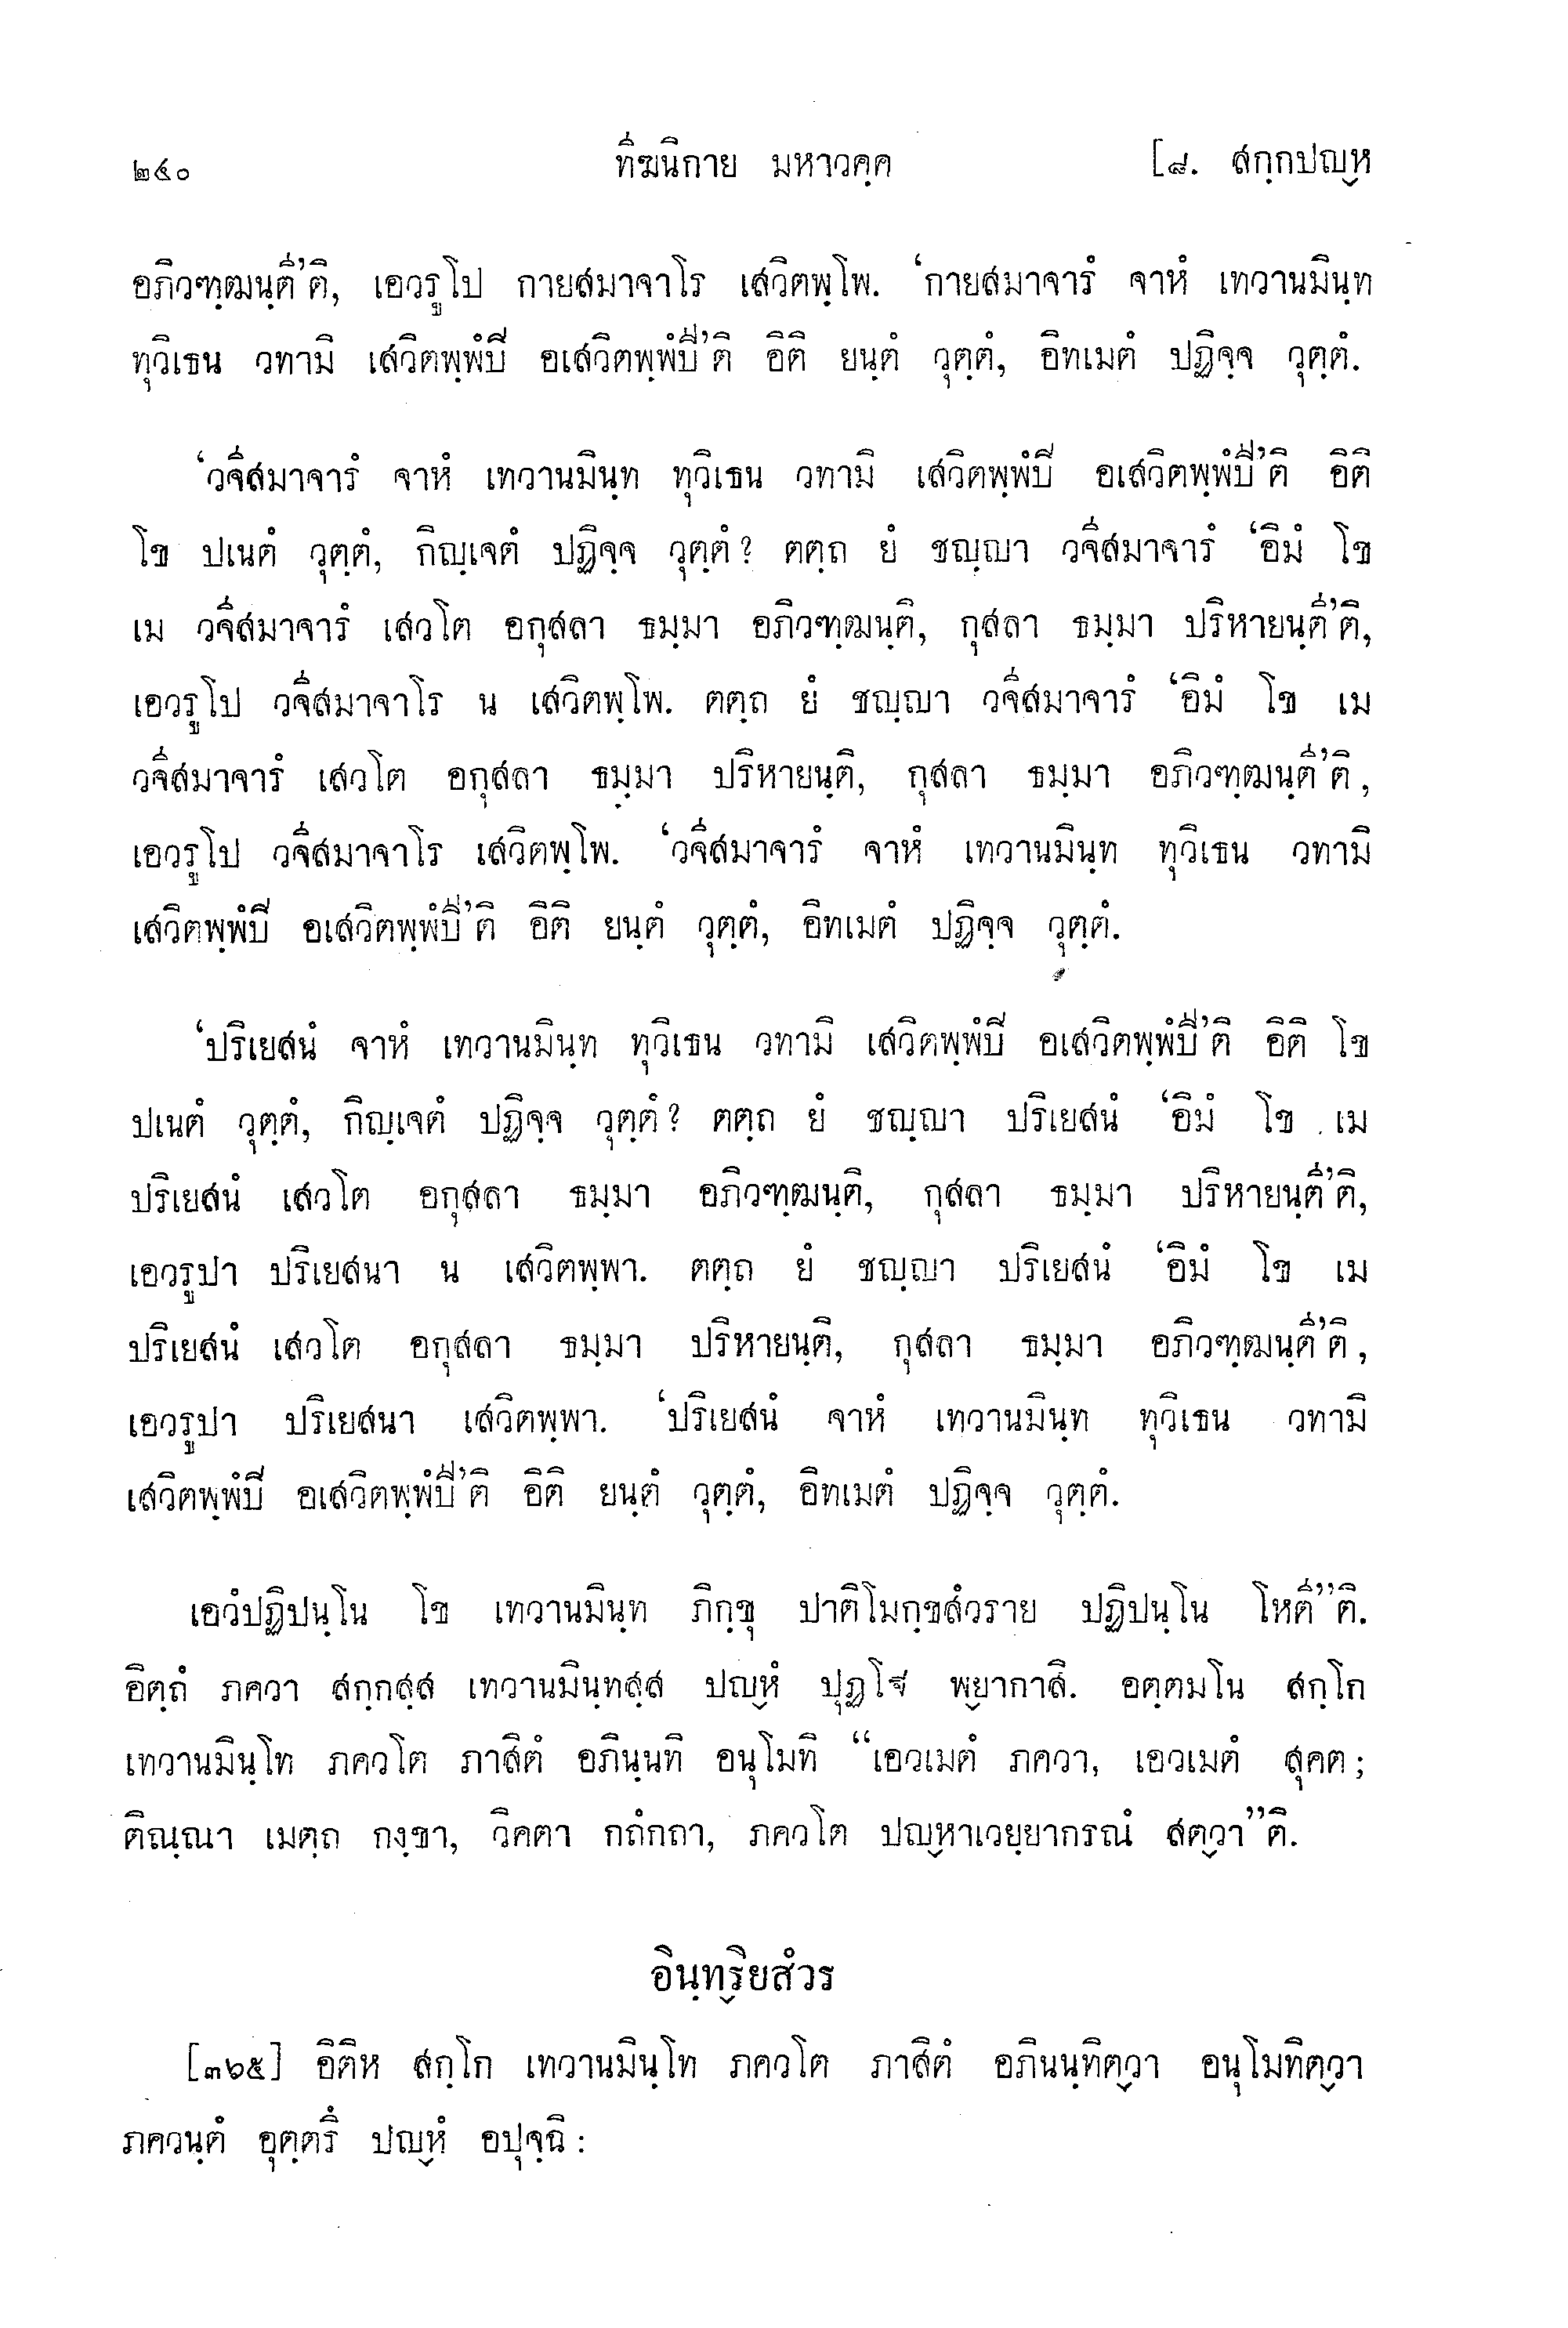 ๒๔๐ ทีฆนิกาย มหาวคฺค [๘. สกฺกปญฺห
อภิวฑฺฒนฺตี’ติ, เอวรูโป กายสมาจาโร เสวิตพฺโพ. ‘กายสมาจารํ จาหํ เทวานมินฺท
ทุวิเธน วทามิ เสวิตพฺพํปิ อเสวิตพฺพํปี’ติ อิติ ยนฺตํ วุตฺตํ, อิทเมตํ ปฏิจฺจ วุตฺตํ.
‘วจีสมาจารํ จาหํ เทวานมินฺท ทุวิเธน วทามิ เสวิตพฺพํปิ อเสวิตพฺพํปี’ติ อิติ
โข ปเนตํ วุตฺตํ, กิญฺเจตํ ปฏิจฺจ วุตฺตํ? ตตฺถ ยํ ชญฺญา วจีสมาจารํ ‘อิมํ โข
เม วจีสมาจารํ เสวโต อกุสลา ธมฺมา อภิวฑฺฒนฺติ, กุสลา ธมฺมา ปริหายนฺตี’ติ,
เอวรูโป วจีสมาจาโร น เสวิตพฺโพ. ตตฺถ ยํ ชญฺญา วจีสมาจารํ ‘อิมํ โข เม
วจีสมาจารํ เสวโต อกุสลา ธมฺมา ปริหายนฺติ, กุสลา ธมฺมา อภิวฑฺฒนฺตี’ติ,
เอวรูโป วจีสมาจาโร เสวิตพฺโพ. ‘วจีสมาจารํ จาหํ เทวานมินฺท ทุวิเธน วทามิ
เสวิตพฺพํปิ อเสวิตพฺพํปี’ติ อิติ ยนฺตํ วุตฺตํ, อิทเมตํ ปฏิจฺจ วุตฺตํ.
‘ปริเยสนํ จาหํ เทวานมินฺท ทุวิเธน วทามิ เสวิตพฺพํปิ อเสวิตพฺพํปี’ติ อิติ โข
ปเนตํ วุตฺตํ, กิญฺเจตํ ปฏิจฺจ วุตฺตํ? ตตฺถ ยํ ชญฺญา ปริเยสนํ ‘อิมํ โข เม
ปริเยสนํ เสวโต อกุสลา ธมฺมา อภิวฑฺฒนฺติ, กุสลา ธมฺมา ปริหายนฺตี’ติ,
เอวรูปา ปริเยสนา น เสวิตพฺพา. ตตฺถ ยํ ชญฺญา ปริเยสนํ ‘อิมํ โข เม
ปริเยสนํ เสวโต อกุสลา ธมฺมา ปริหายนฺติ, กุสลา ธมฺมา อภิวฑฺฒนฺตี’ติ,
เอวรูปา ปริเยสนา เสวิตพฺพา. ‘ปริเยสนํ จาหํ เทวานมินฺท ทุวิเธน วทามิ
เสวิตพฺพํปิ อเสวิตพฺพํปี’ติ อิติ ยนฺตํ วุตฺตํ, อิทเมตํ ปฏิจฺจ วุตฺตํ.
เอวํปฏิปนฺโน โข เทวานมินฺท ภิกฺขุ ปาติโมกฺขสํวราย ปฏิปนฺโน โหตี”ติ.
อิตฺถํ ภควา สกฺกสฺส เทวานมินฺทสฺส ปญฺหํ ปุฏฺโฐ พฺยากาสิ. อตฺตมโน สกฺโก
เทวานมินฺโท ภควโต ภาสิตํ อภินฺนทิ อนุโมทิ “เอวเมตํ ภควา, เอวเมตํ สุคต;
ติณฺณา เมตฺถ กงฺขา, วิคตา กถํกถา, ภควโต ปญฺหาเวยฺยากรณํ สตฺวา”ติ.
อินฺทฺริยสํวร
[๓๖๕] อิติห สกฺโก เทวานมินฺโท ภควโต ภาสิตํ อภินนฺทิตฺวา อนุโมทิตฺวา
ภควนฺตํ อุตฺตรึ ปญฺหํ อปุจฺฉิ: